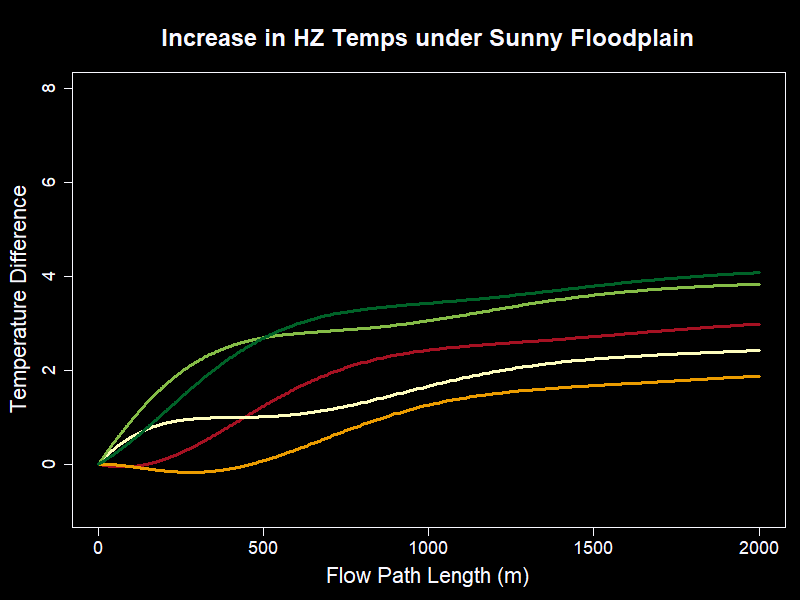 Increase in HZ Temps under Sunny Floodplain
Temperature Difference
8
6
4
2
0
0 500 1000 1500 2000
Flow Path Length (m)